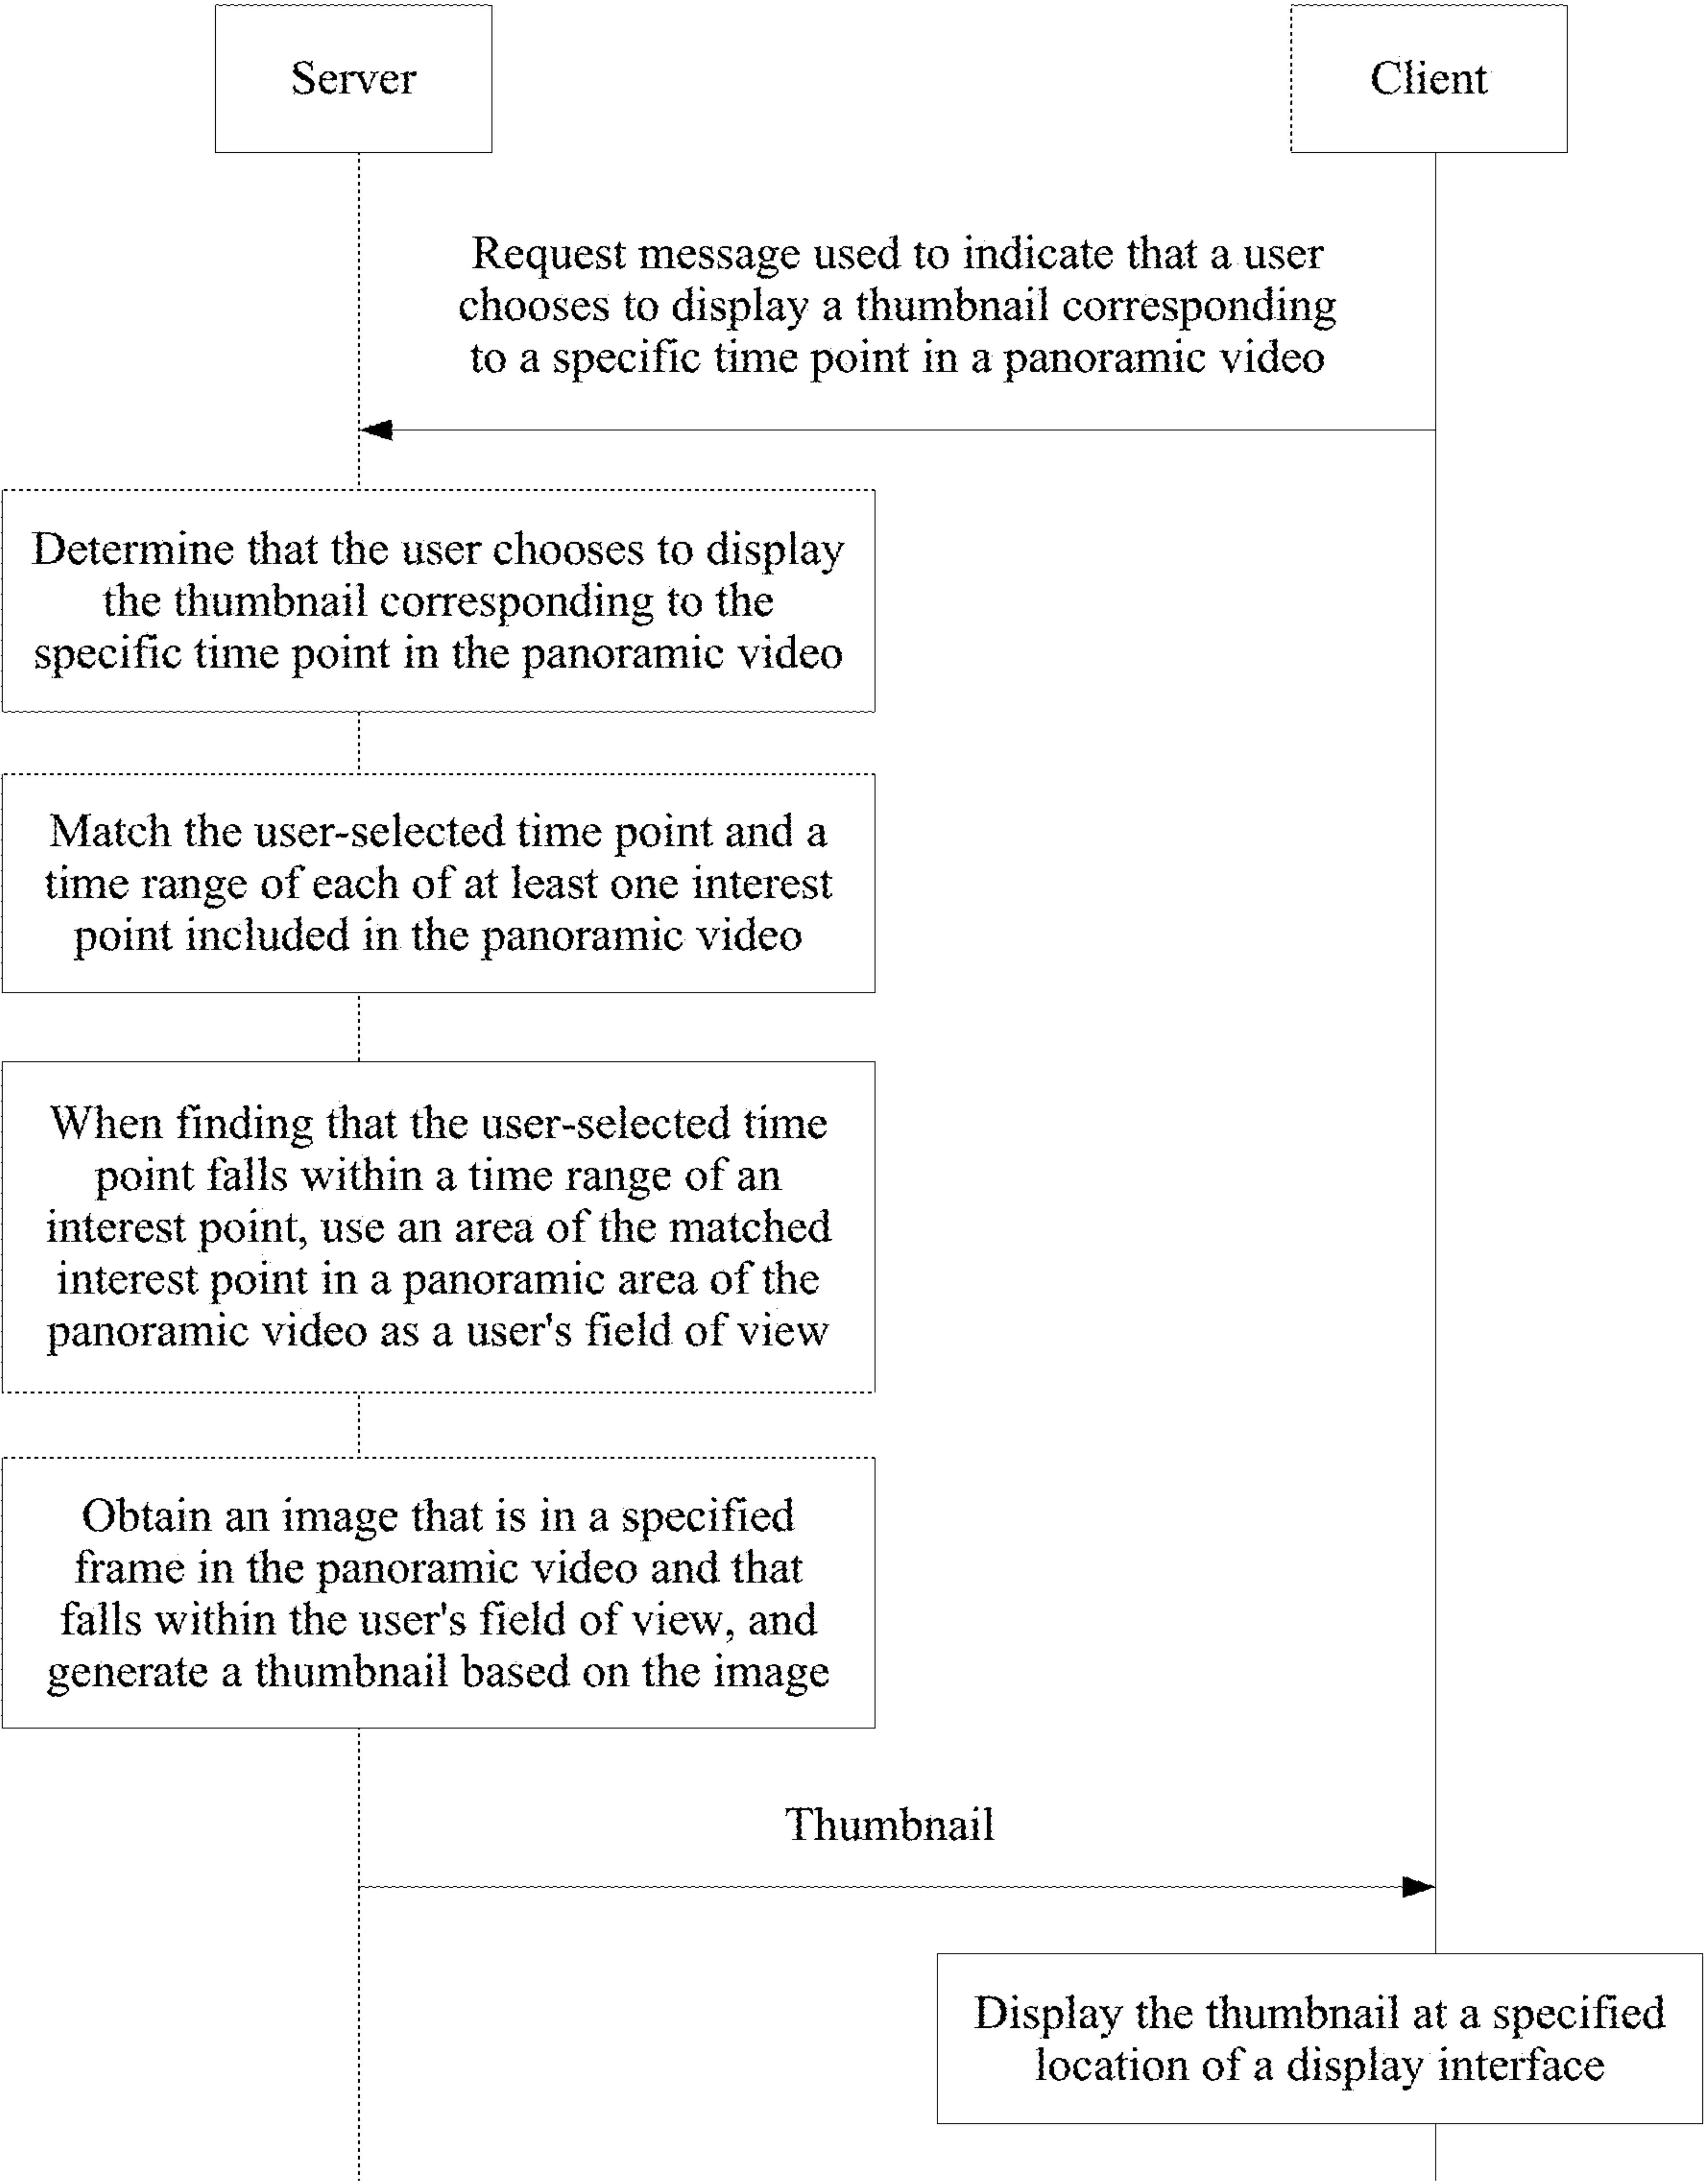 Server
Client
Request message used to indicate that a user
chooses to display a thumbnail corresponding
to a specific time point in a panoramic video
Determine that the user chooses to display
the thumbnail corresponding to the
specific time point in the panoramic video
Match the user-selected time point and a
time range of each of at least one interest
point included in the panoramic video
When finding that the user-selected time
point falls within a time range of an
interest point, use an area of the matched
interest point in a panoramic area of the
panoramic video as a user's field of view
Obtain an image that is in a specified
frame in the panoramic video and that
falls within the user's field of view, and
generate a thumbnail based on the image
Thumbnail
Display the thumbnail at a specified
location of a display interface